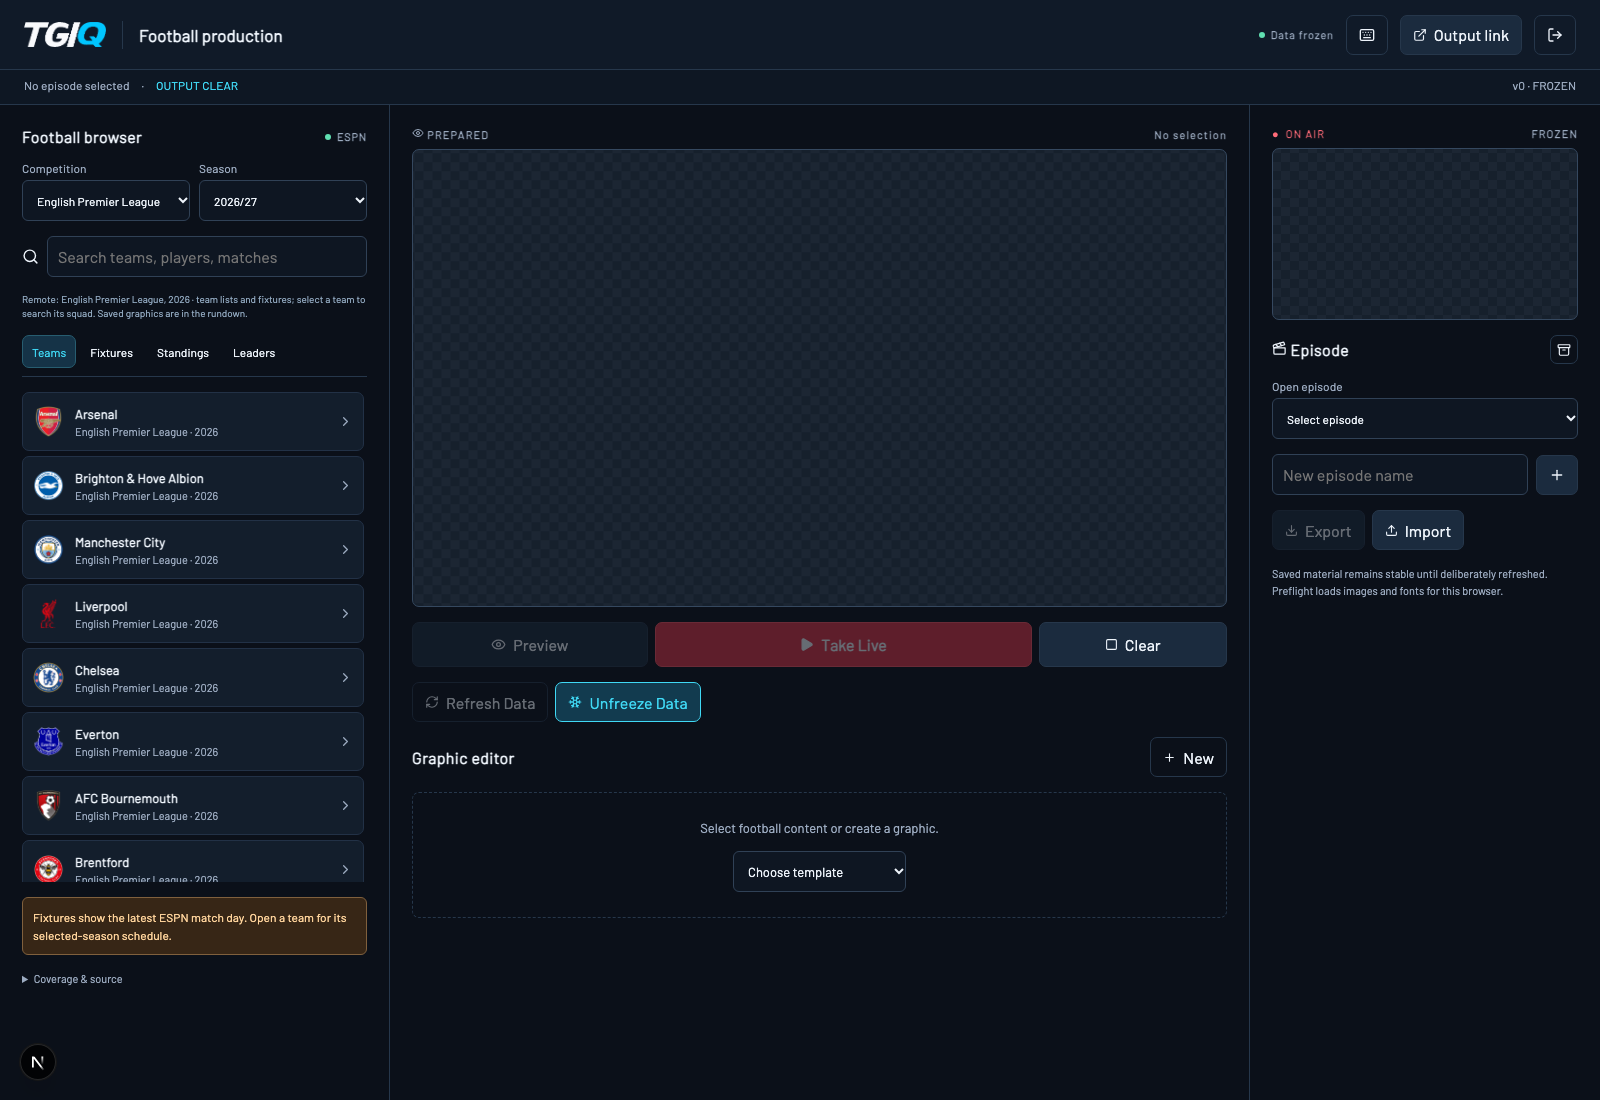 TGIQ
Football production
Data frozen
Output link
No episode selected · OUTPUT CLEAR
v0 · FROZEN
Football browser
ESPN
Competition
Season
English Premier League
2026/27
Search teams, players, matches
Remote: English Premier League, 2026 · team lists and fixtures; select a team to
search its squad. Saved graphics are in the rundown.
Teams
Fixtures
Standings
Leaders
Arsenal
English Premier League · 2026
Brighton & Hove Albion
English Premier League · 2026
Manchester City
English Premier League · 2026
Liverpool
English Premier League · 2026
Chelsea
English Premier League · 2026
Everton
English Premier League · 2026
AFC Bournemouth
English Premier League · 2026
Brentford
English Premier League · 2026
Fixtures show the latest ESPN match day. Open a team for its
selected-season schedule.
Coverage & source
N
PREPARED
No selection
Preview
Take Live
Clear
Refresh Data
Unfreeze Data
Graphic editor
+ New
Select football content or create a graphic.
Choose template
ON AIR
FROZEN
Episode
Open episode
Select episode
New episode name
+
Export
Import
Saved material remains stable until deliberately refreshed.
Preflight loads images and fonts for this browser.